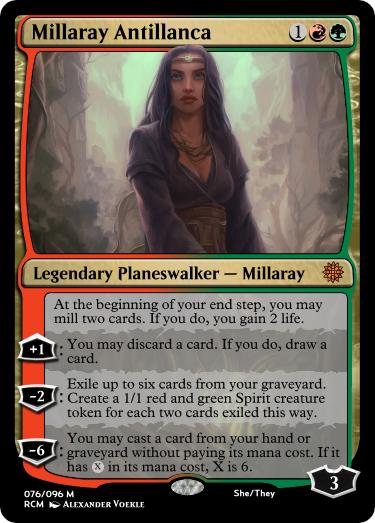 Millaray Antillanca 1
Legendary Planeswalker — Millaray
At the beginning of your end step, you may
mill two cards. If you do, you gain 2 life.
+1 : You may discard a card. If you do, draw a
card.
−2 : Exile up to six cards from your graveyard.
Create a 1/1 red and green Spirit creature
token for each two cards exiled this way.
−6 : You may cast a card from your hand or
graveyard without paying its mana cost. If it
has X in its mana cost, X is 6.
3
076/096 M She/They
RCM Alexander Voekle